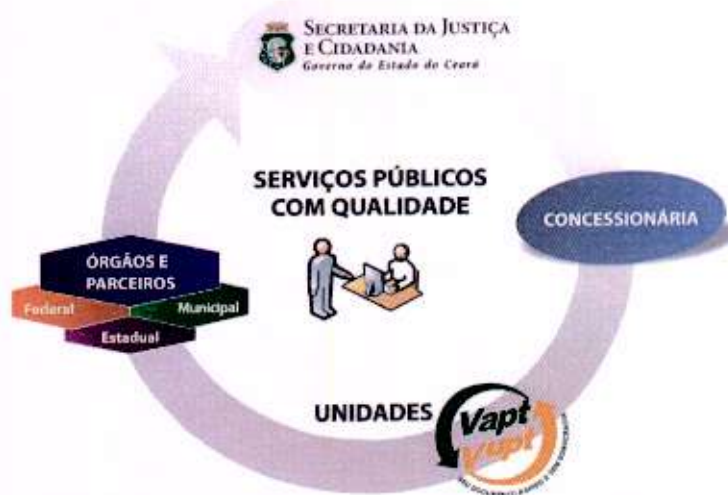 SECRETARIA DA JUSTIÇA
E CIDADANIA
Governo do Estado do Ceará
SERVIÇOS PÚBLICOS
COM QUALIDADE
CONCESSIONÁRIA
ÓRGÃOS E
PARCEIROS
Federal
Municipal
Estadual
UNIDADES
Vapt
Vupt